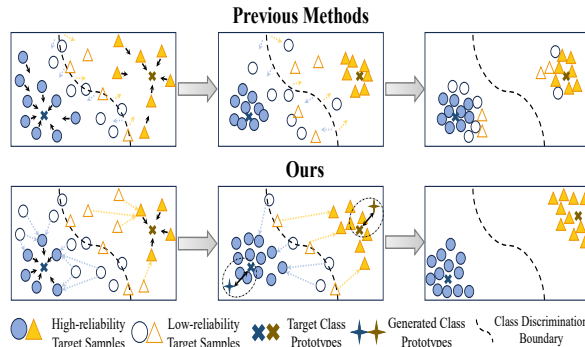 Previous Methods
Ours
High-reliability Target Samples
Low-reliability Target Samples
Target Class Prototypes
Generated Class Prototypes
Class Discrimination Boundary